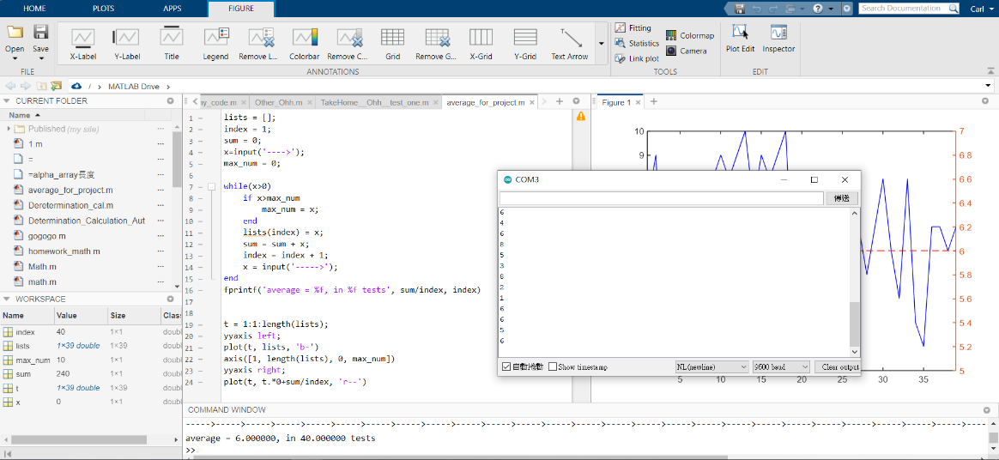 HOME PLOTS APPS FIGURE Search Documentation Carl
Open Save X-Label Y-Label Title Legend Remove L... Colorbar Remove C... Grid Remove G... X-Grid Y-Grid Text Arrow Fitting Statistics Link plot Colormap Camera Plot Edit Inspector
FILE ANNOTATIONS TOOLS EDIT
/ > MATLAB Drive >
CURRENT FOLDER
Name
Published (my site)
1.m
=
=alpha_array長度
average_for_project.m
Deretermination_cal.m
Determination_Calculation_Aut
gogogo.m
homework_math.m
Math.m
math.m
WORKSPACE
Name Value Size Class
index 40 1×1 doubl
lists 1×39 double 1×39 doubl
max_num 10 1×1 doubl
sum 240 1×1 doubl
t 1×39 double 1×39 doubl
x 0 1×1 doubl
ny_code.m Other_Ohh.m TakeHome__Ohh__test_one.m average_for_project.m
1 lists = [];
2 index = 1;
3 sum = 0;
4 x=input('---->');
5 max_num = 0;
6
7 while(x>0)
8 if x>max_num
9 max_num = x;
10 end
11 lists(index) = x;
12 sum = sum + x;
13 index = index + 1;
14 x = input('----->');
15 end
16 fprintf('average = %f, in %f tests', sum/index, index)
17
18
19 t = 1:1:length(lists);
20 yyaxis left;
21 plot(t, lists, 'b-')
22 axis([1, length(lists), 0, max_num])
23 yyaxis right;
24 plot(t, t.*0+sum/index, 'r--')
Figure 1
10
9
7
6.8
6.6
6.4
6.2
6
5.8
5.6
5.4
5.2
5
5 10 15 20 25 30 35
COM3
傳送
6
4
6
8
5
3
8
2
1
6
6
5
6
自動捲動 Show timestamp NL(newline) 9600 baud Clear output
COMMAND WINDOW
average = 6.000000, in 40.000000 tests
>>